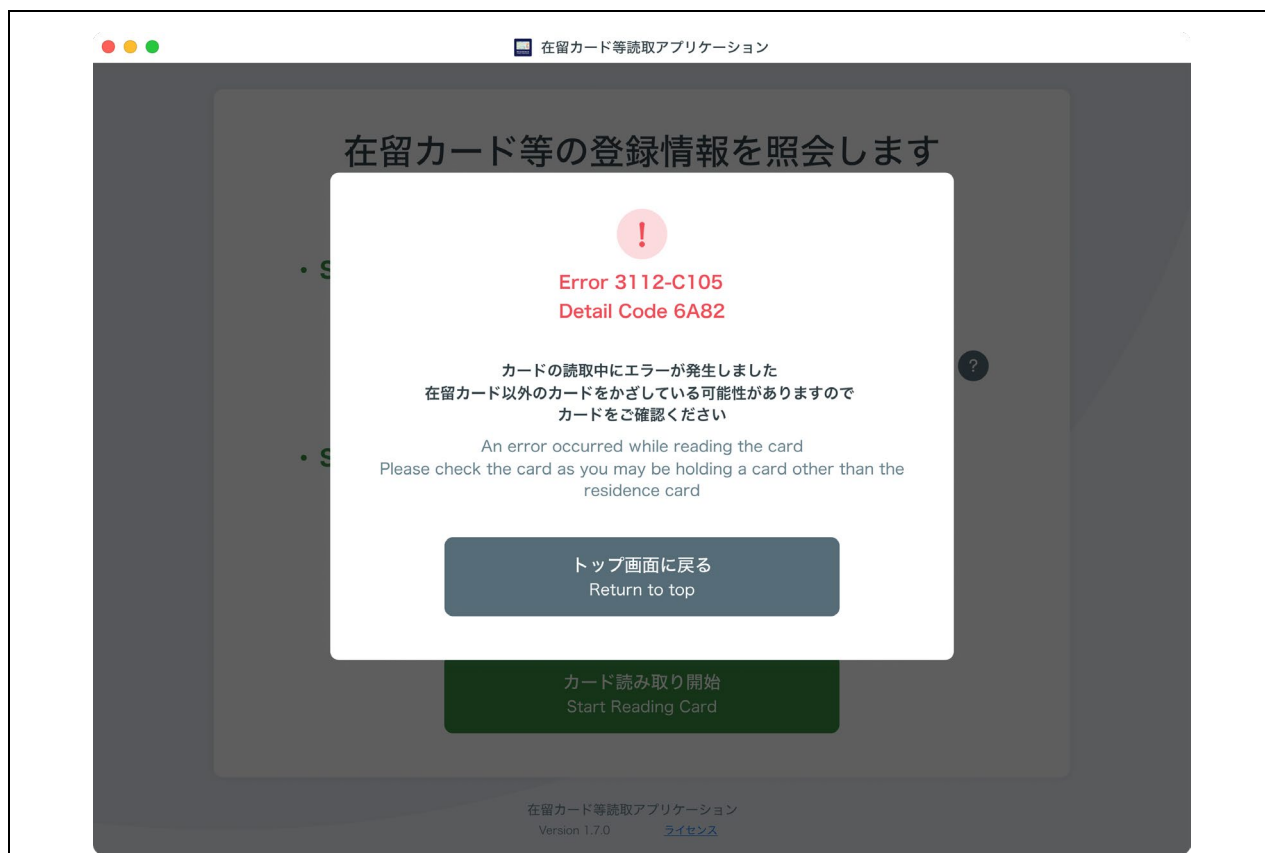 在留カード等読取アプリケーション
在留カード等の登録情報を照会します
• S
!
Error 3112-C105
Detail Code 6A82
?
カードの読取中にエラーが発生しました
在留カード以外のカードをかざしている可能性がありますので
カードをご確認ください
An error occurred while reading the card
Please check the card as you may be holding a card other than the
residence card
• S
トップ画面に戻る
Return to top
カード読み取り開始
Start Reading Card
在留カード等読取アプリケーション
Version 1.7.0 ライセンス